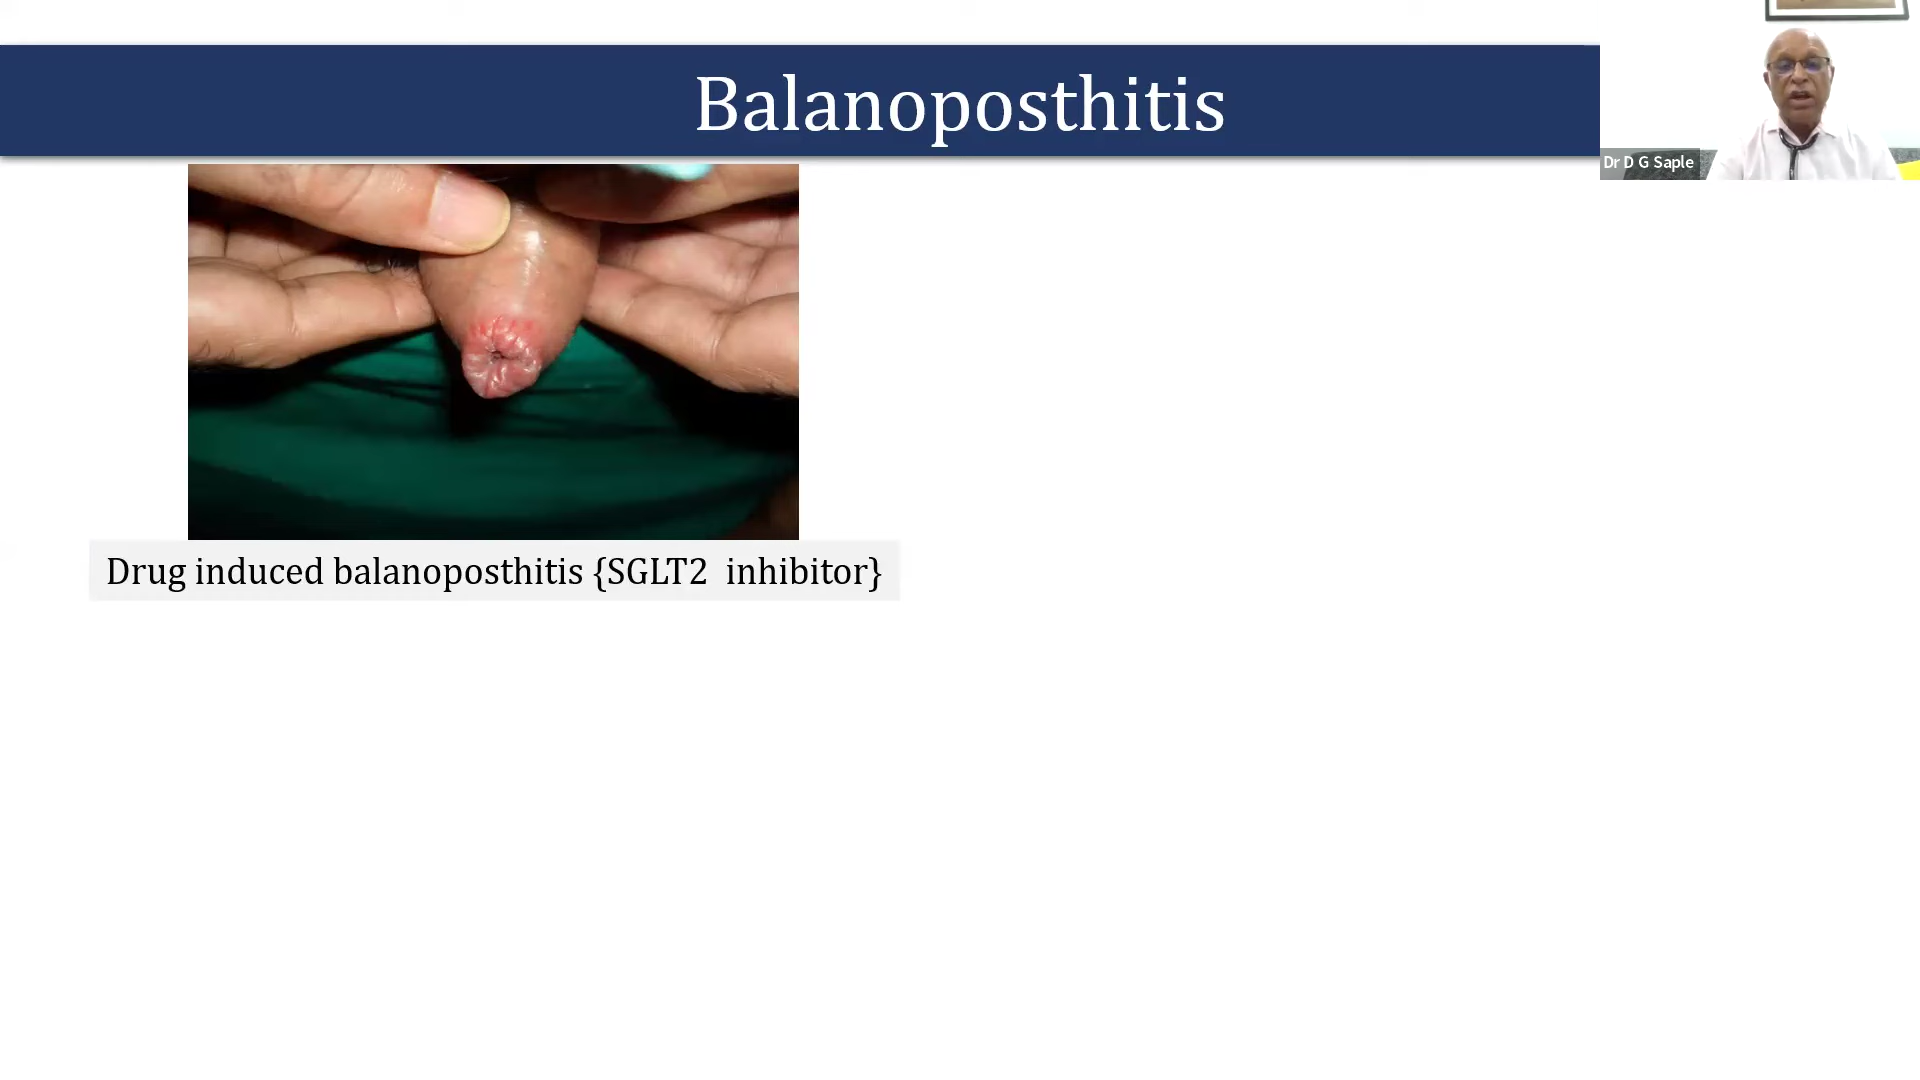 Balanoposthitis
Dr D G Saple
Drug induced balanoposthitis {SGLT2 inhibitor}